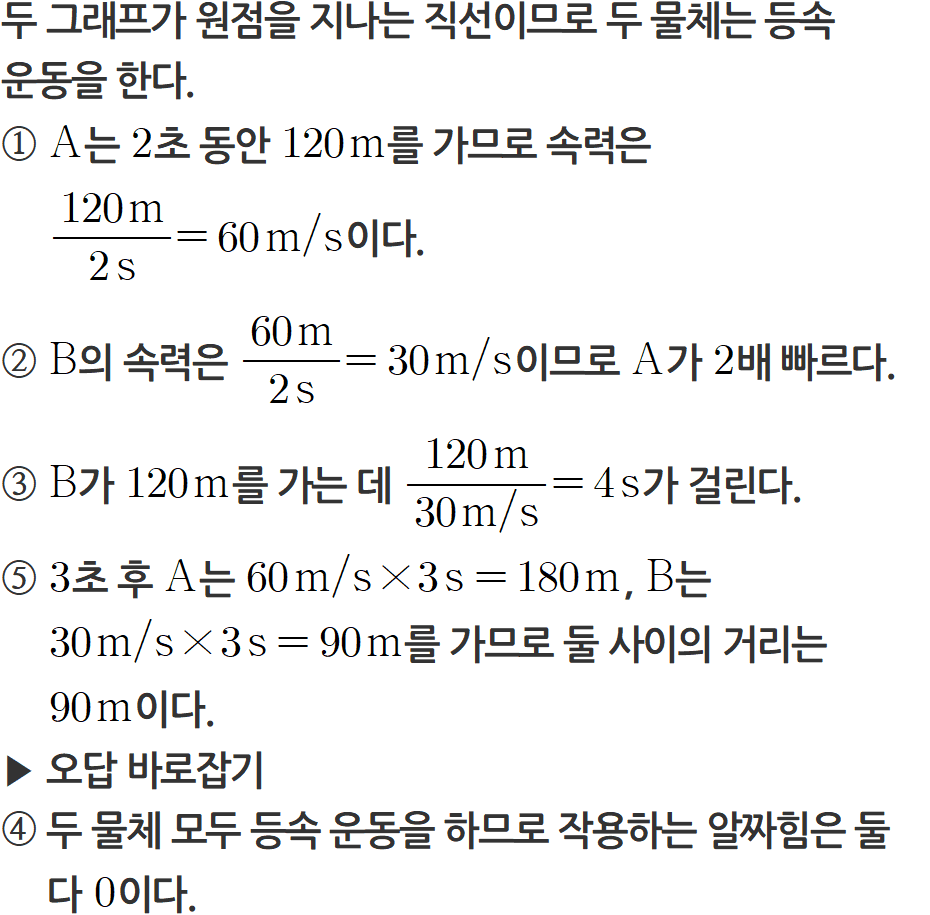 두 그래프가 원점을 지나는 직선이므로 두 물체는 등속
운동을 한다.
① A는 2초 동안 120 m를 가므로 속력은
120 m / 2 s = 60 m/s이다.
② B의 속력은 60 m / 2 s = 30 m/s이므로 A가 2배 빠르다.
③ B가 120 m를 가는 데 120 m / 30 m/s = 4 s가 걸린다.
⑤ 3초 후 A는 60 m/s×3 s = 180 m, B는
30 m/s×3 s = 90 m를 가므로 둘 사이의 거리는
90 m이다.
▶ 오답 바로잡기
④ 두 물체 모두 등속 운동을 하므로 작용하는 알짜힘은 둘
다 0이다.